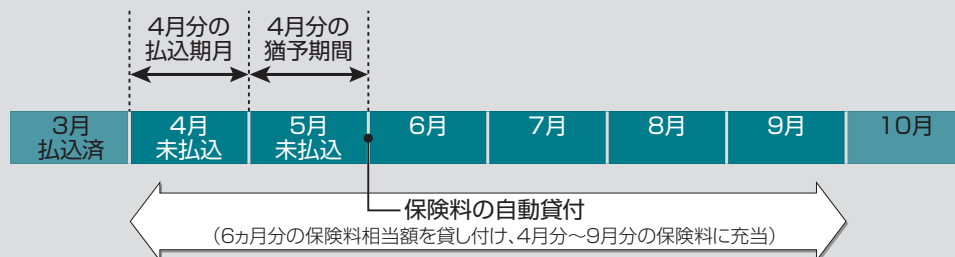 4月分の
払込期月
4月分の
猶予期間
3月
払込済
4月
未払込
5月
未払込
6月
7月
8月
9月
10月
保険料の自動貸付
(6ヵ月分の保険料相当額を貸し付け、4月分～9月分の保険料に充当)